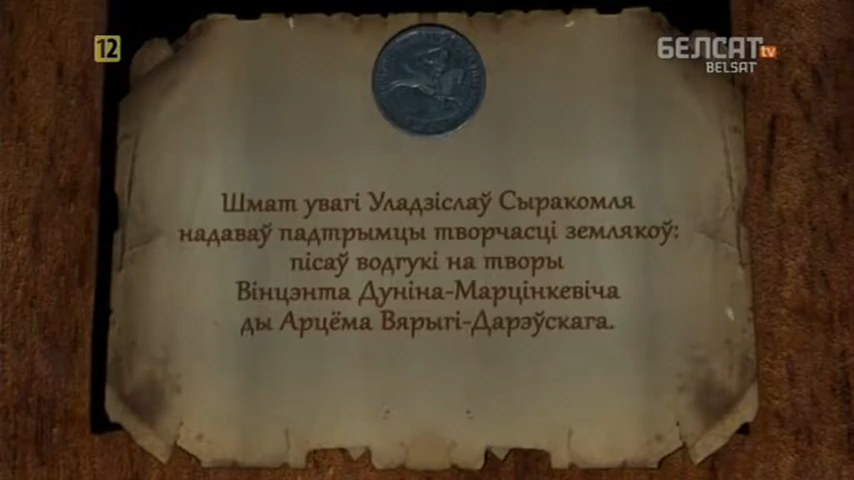 12
БЕЛСАТ tv
BELSAT
Шмат увагі Уладзіслаў Сыракомля
надаваў падтрымцы творчасці землякоў:
пісаў водгукі на творы
Вінцэнта Дуніна-Марцінкевіча
ды Арцёма Вярыгі-Дарэўскага.